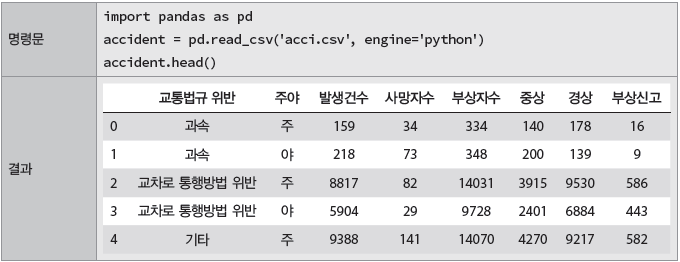 명령문
import pandas as pd
accident = pd.read_csv('acci.csv', engine='python')
accident.head()
결과
교통법규 위반 주야 발생건수 사망자수 부상자수 중상 경상 부상신고
0 과속 주 159 34 334 140 178 16
1 과속 야 218 73 348 200 139 9
2 교차로 통행방법 위반 주 8817 82 14031 3915 9530 586
3 교차로 통행방법 위반 야 5904 29 9728 2401 6884 443
4 기타 주 9388 141 14070 4270 9217 582